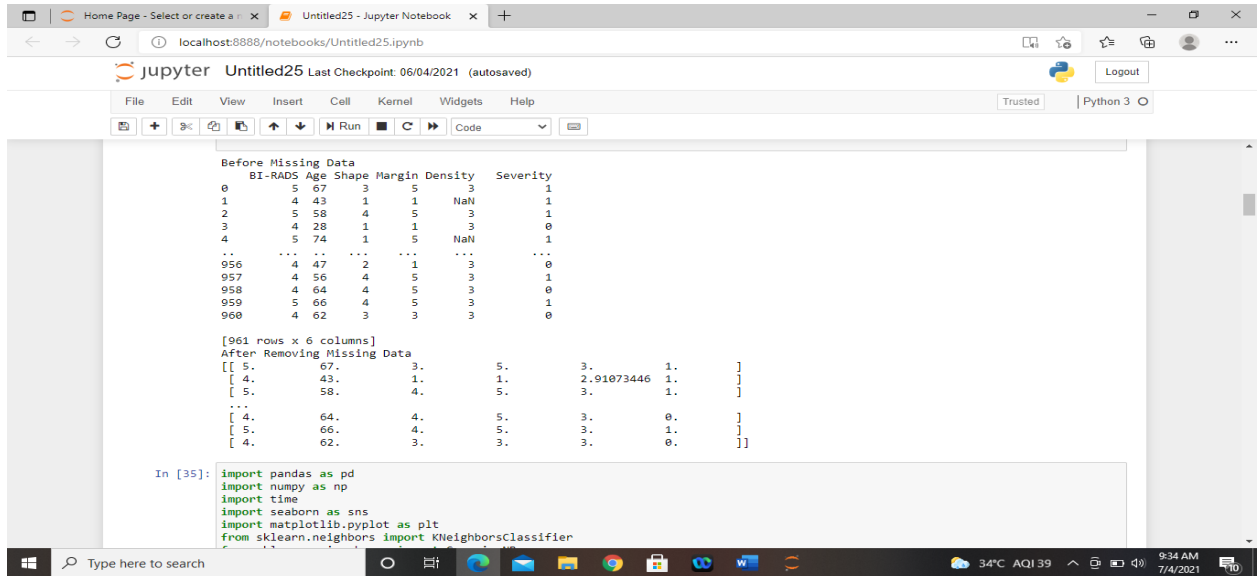 Home Page - Select or create a n
Untitled25 - Jupyter Notebook
localhost:8888/notebooks/Untitled25.ipynb
jupyter Untitled25 Last Checkpoint: 06/04/2021 (autosaved)
Logout
File Edit View Insert Cell Kernel Widgets Help
Trusted Python 3
Run Code
Before Missing Data
BI-RADS Age Shape Margin Density Severity
0 5 67 3 5 3 1
1 4 43 1 1 NaN 1
2 5 58 4 5 3 1
3 4 28 1 1 3 0
4 5 74 1 5 NaN 1
.. ... .. ... ... ... ...
956 4 47 2 1 3 0
957 4 56 4 5 3 1
958 4 64 4 5 3 0
959 5 66 4 5 3 1
960 4 62 3 3 3 0
[961 rows x 6 columns]
After Removing Missing Data
[[ 5. 67. 3. 5. 3. 1. ]
[ 4. 43. 1. 1. 2.91073446 1. ]
[ 5. 58. 4. 5. 3. 1. ]
...
[ 4. 64. 4. 5. 3. 0. ]
[ 5. 66. 4. 5. 3. 1. ]
[ 4. 62. 3. 3. 3. 0. ]]
In [35]: import pandas as pd
import numpy as np
import time
import seaborn as sns
import matplotlib.pyplot as plt
from sklearn.neighbors import KNeighborsClassifier
Type here to search
34°C AQI 39
9:34 AM
7/4/2021
10